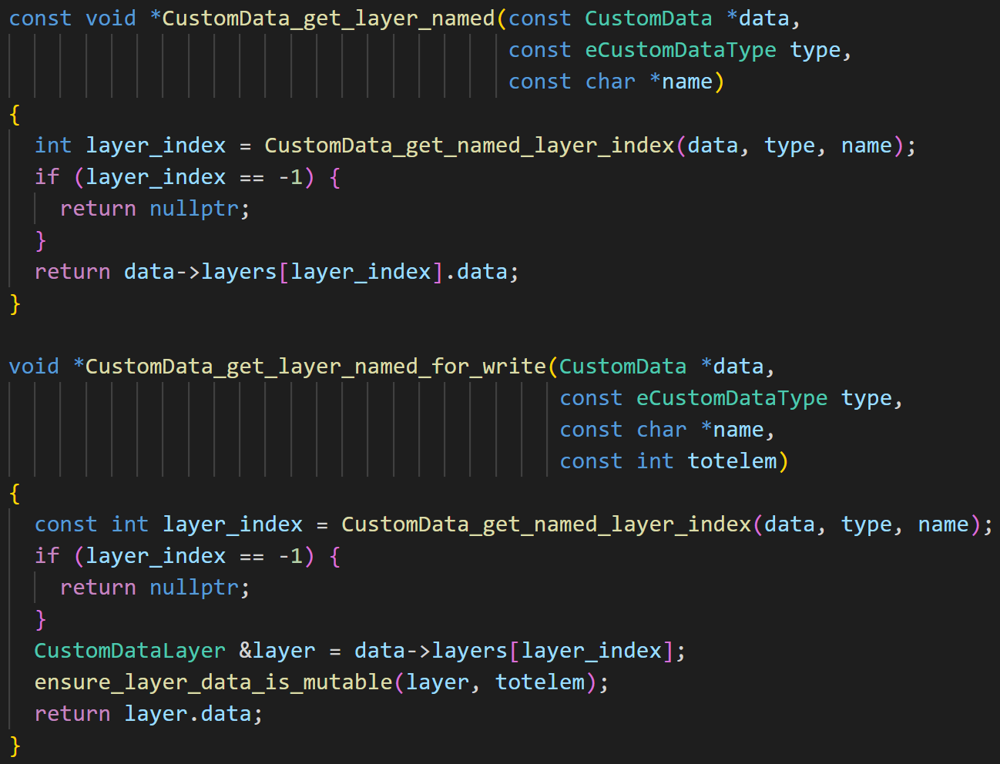 const void *CustomData_get_layer_named(const CustomData *data,
                                       const eCustomDataType type,
                                       const char *name)
{
  int layer_index = CustomData_get_named_layer_index(data, type, name);
  if (layer_index == -1) {
    return nullptr;
  }
  return data->layers[layer_index].data;
}

void *CustomData_get_layer_named_for_write(CustomData *data,
                                           const eCustomDataType type,
                                           const char *name,
                                           const int totelem)
{
  const int layer_index = CustomData_get_named_layer_index(data, type, name);
  if (layer_index == -1) {
    return nullptr;
  }
  CustomDataLayer &layer = data->layers[layer_index];
  ensure_layer_data_is_mutable(layer, totelem);
  return layer.data;
}